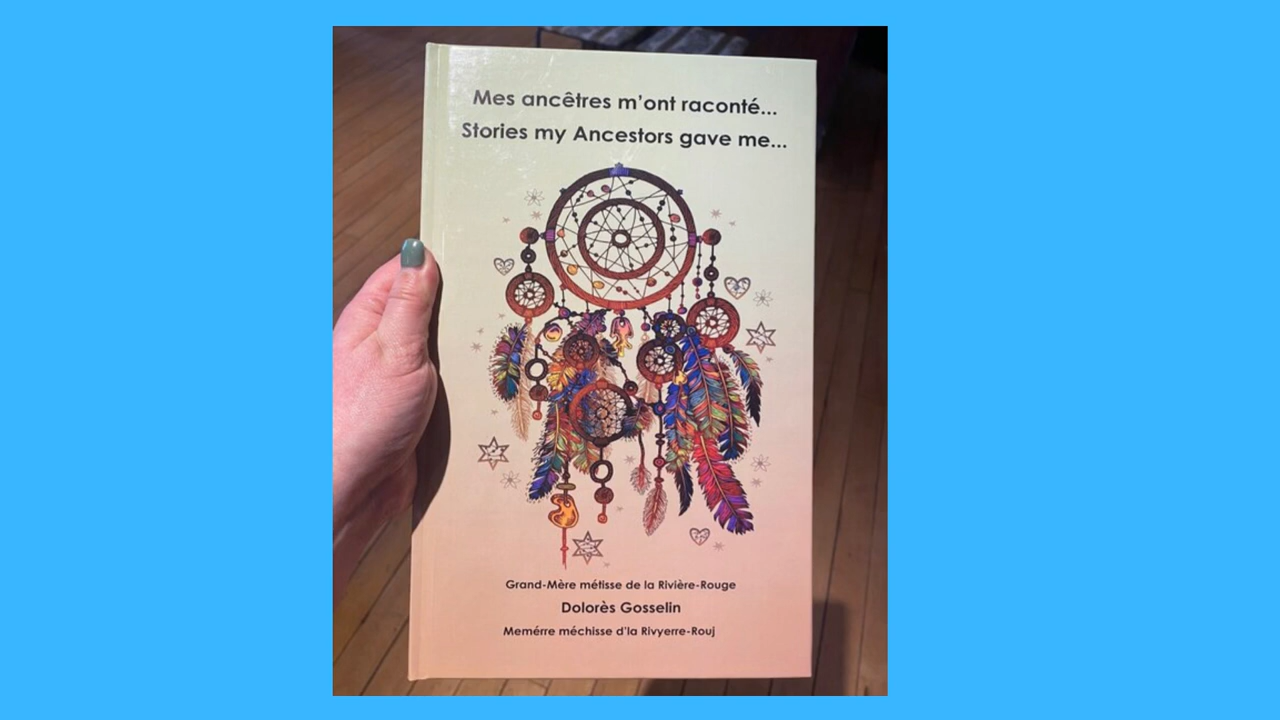 Mes ancêtres m'ont raconté...
Stories my Ancestors gave me...
Grand-Mère métisse de la Rivière-Rouge
Dolorès Gosselin
Memérre méchisse d'la Rivyerre-Rouj